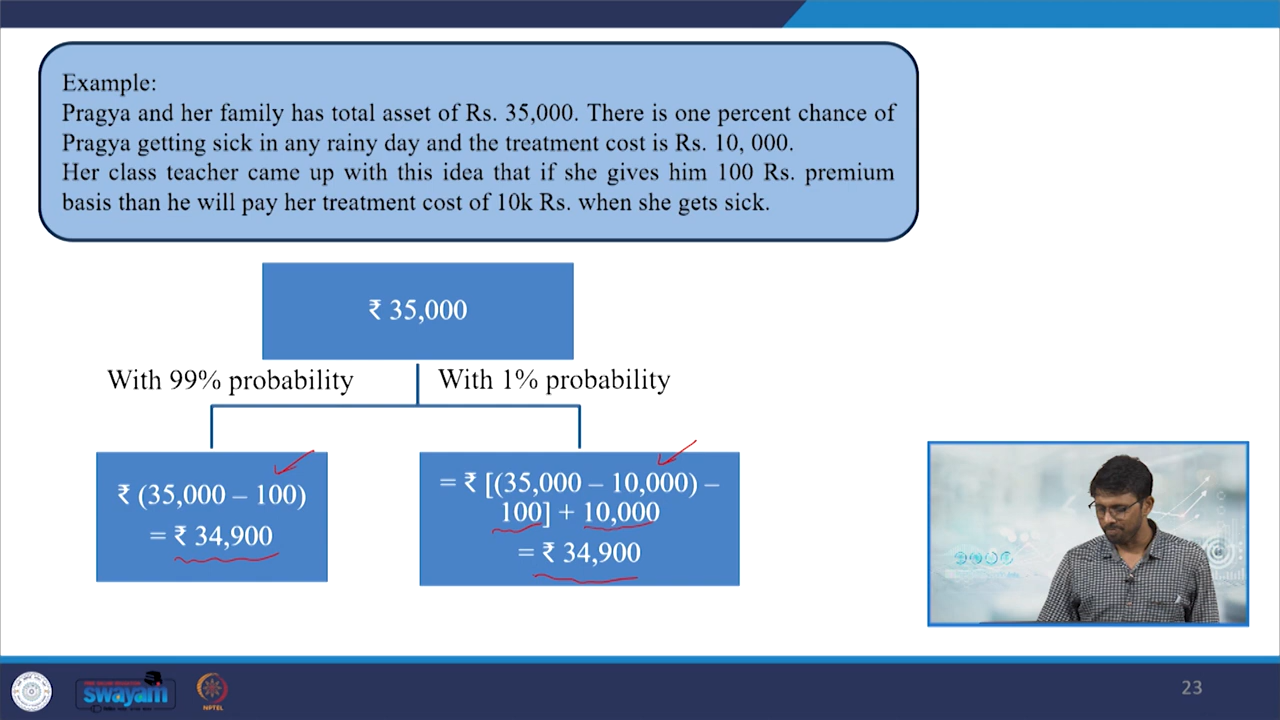 Example:
Pragya and her family has total asset of Rs. 35,000. There is one percent chance of
Pragya getting sick in any rainy day and the treatment cost is Rs. 10, 000.
Her class teacher came up with this idea that if she gives him 100 Rs. premium
basis than he will pay her treatment cost of 10k Rs. when she gets sick.
₹ 35,000
With 99% probability
With 1% probability
₹ (35,000 – 100)
= ₹ 34,900
= ₹ [(35,000 – 10,000) –
100] + 10,000
= ₹ 34,900
swayam
NPTEL
23